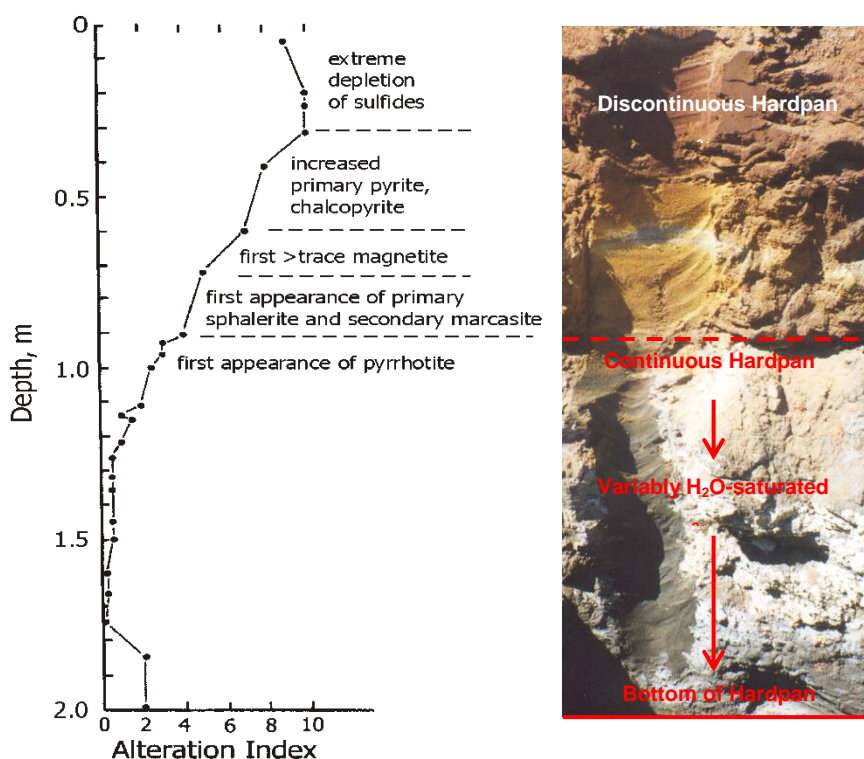 0
extreme
depletion
of sulfides
increased
primary pyrite,
chalcopyrite
0.5
first >trace magnetite
first appearance of primary
sphalerite and secondary marcasite
first appearance of pyrrhotite
1.0
1.5
2.0
Depth, m
0 2 4 6 8 10
Alteration Index
Discontinuous Hardpan
Continuous Hardpan
Variably H₂O-saturated
Bottom of Hardpan